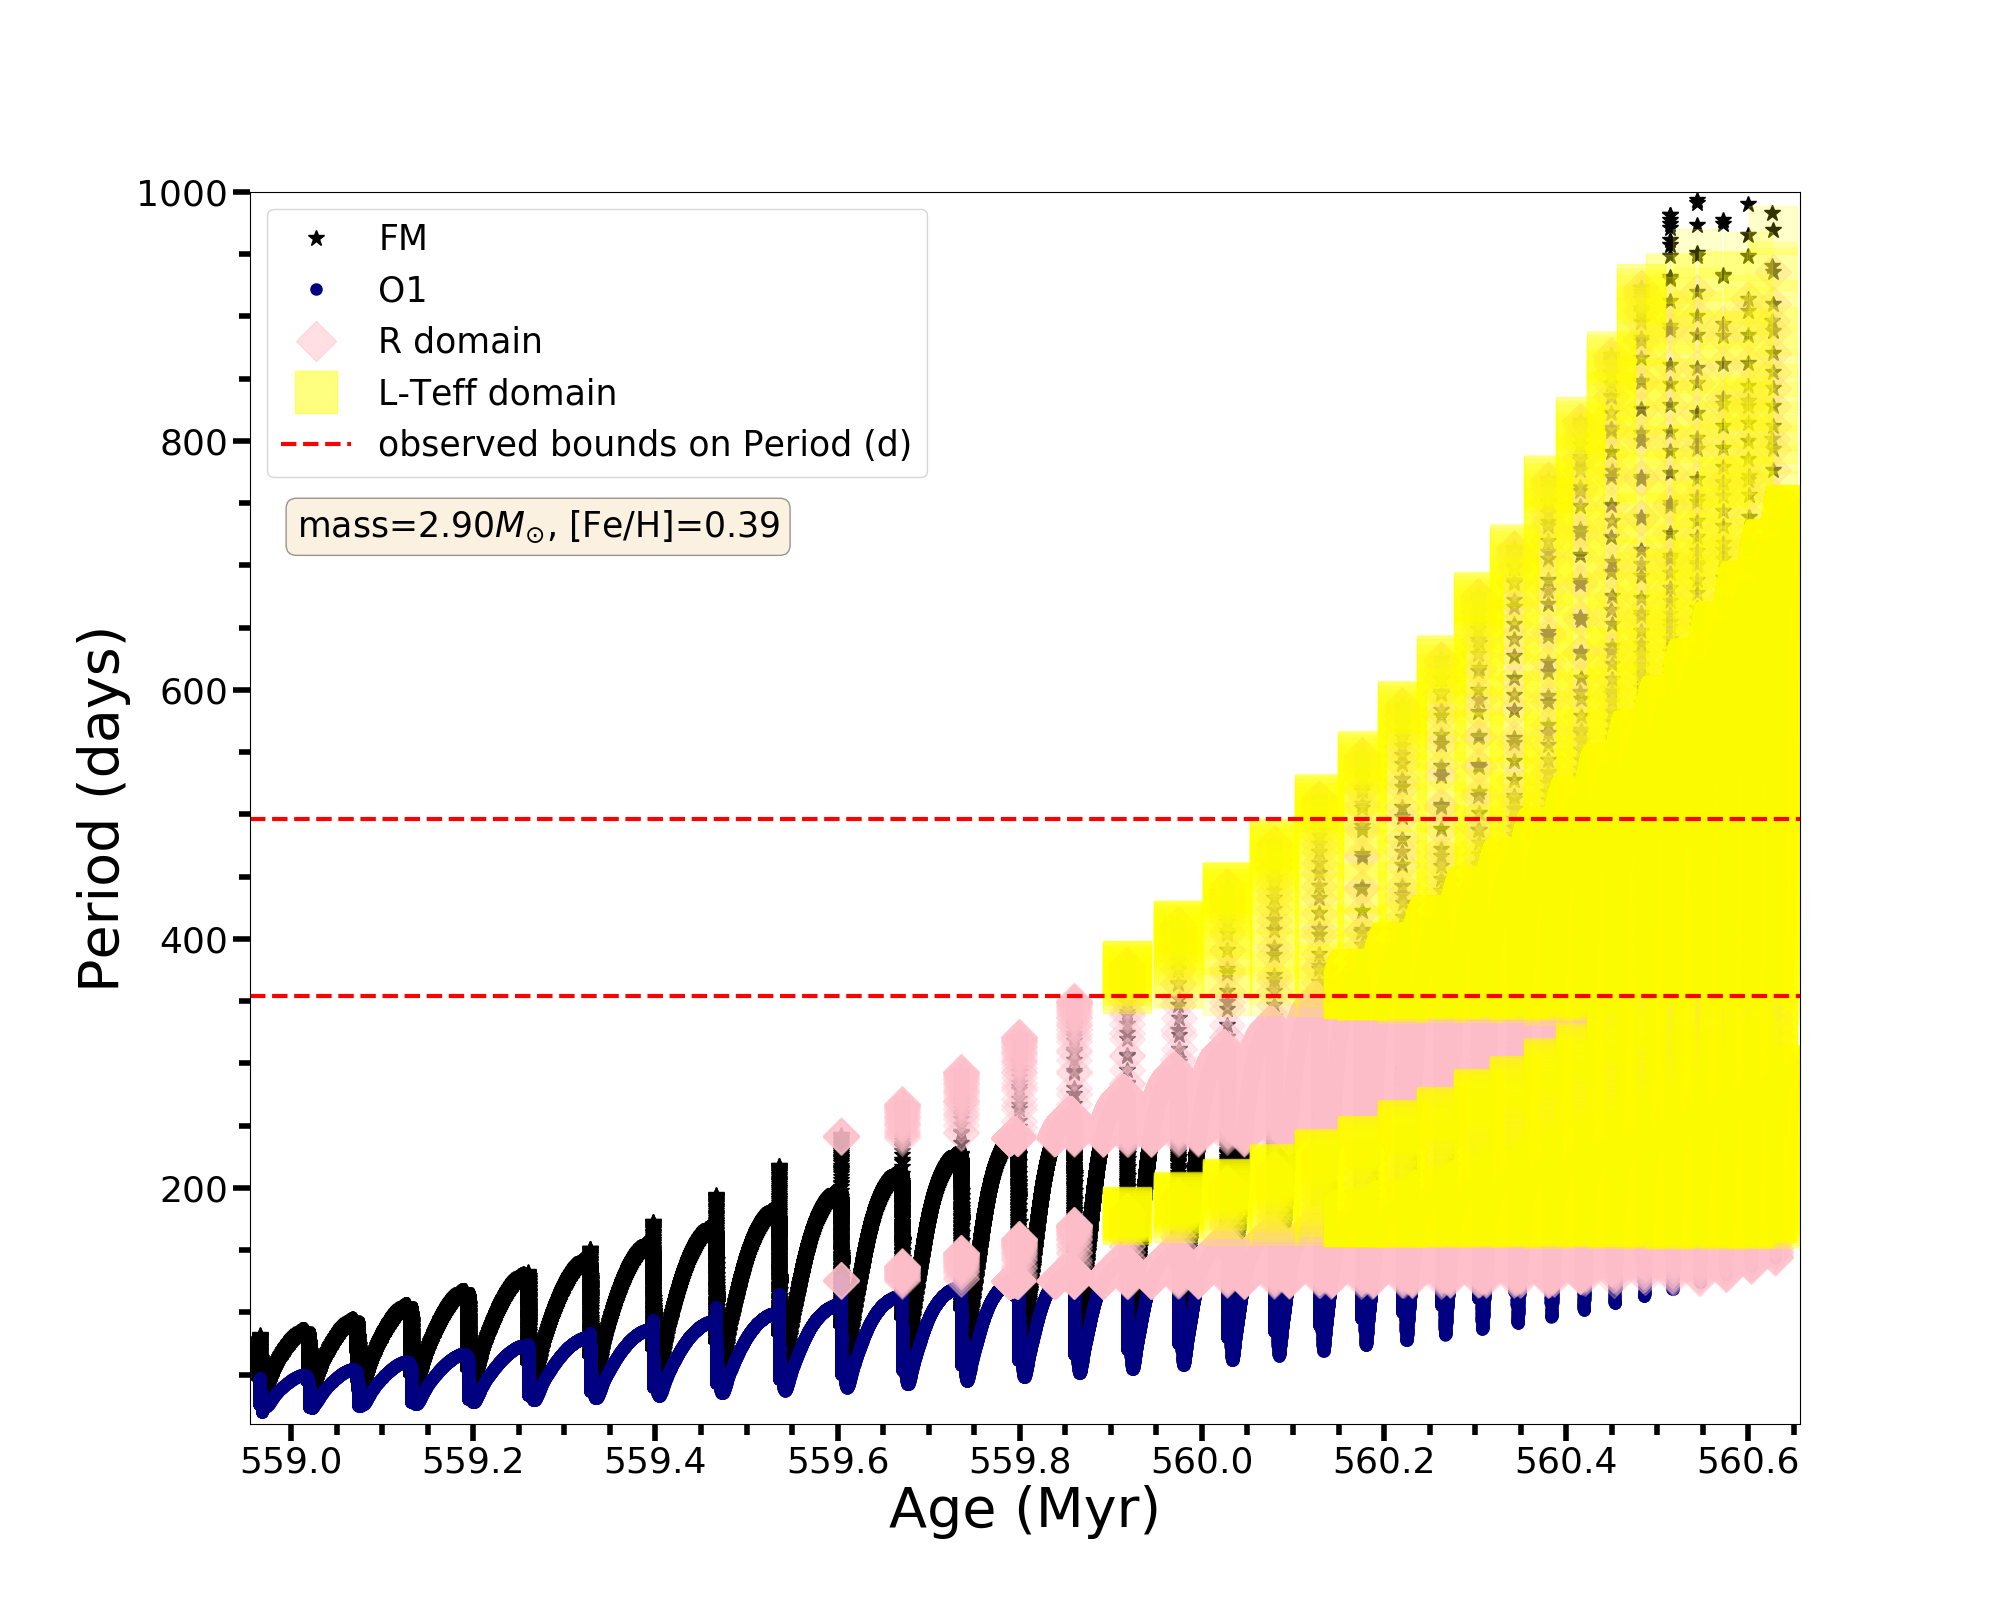 1000
800
600
400
200
Period (days)
FM
O1
R domain
L-Teff domain
observed bounds on Period (d)
mass=2.90M☉, [Fe/H]=0.39
559.0 559.2 559.4 559.6 559.8 560.0 560.2 560.4 560.6
Age (Myr)